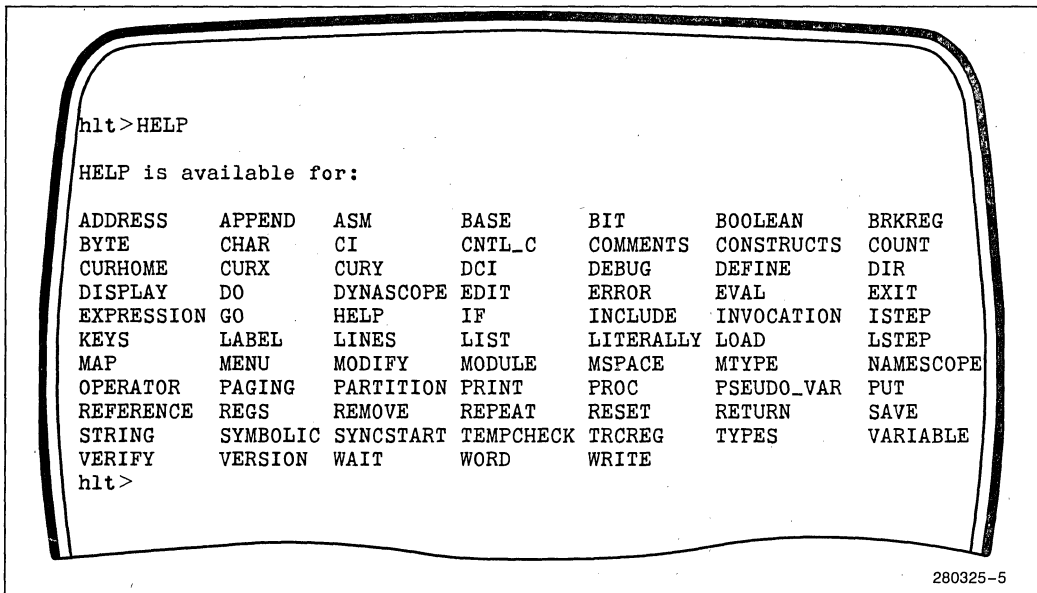 hlt>HELP
HELP is available for:
ADDRESS APPEND ASM BASE BIT BOOLEAN BRKREG
BYTE CHAR CI CNTL_C COMMENTS CONSTRUCTS COUNT
CURHOME CURX CURY DCI DEBUG DEFINE DIR
DISPLAY DO DYNASCOPE EDIT ERROR EVAL EXIT
EXPRESSION GO HELP IF INCLUDE INVOCATION ISTEP
KEYS LABEL LINES LIST LITERALLY LOAD LSTEP
MAP MENU MODIFY MODULE MSPACE MTYPE NAMESCOPE
OPERATOR PAGING PARTITION PRINT PROC PSEUDO_VAR PUT
REFERENCE REGS REMOVE REPEAT RESET RETURN SAVE
STRING SYMBOLIC SYNCSTART TEMPCHECK TRCREG TYPES VARIABLE
VERIFY VERSION WAIT WORD WRITE
hlt>
280325-5